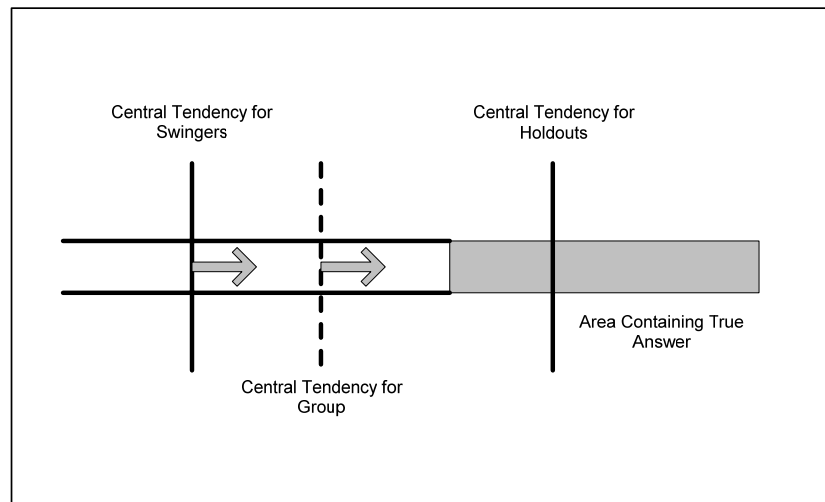 Central Tendency for
Swingers
Central Tendency for
Holdouts
Area Containing True
Answer
Central Tendency for
Group